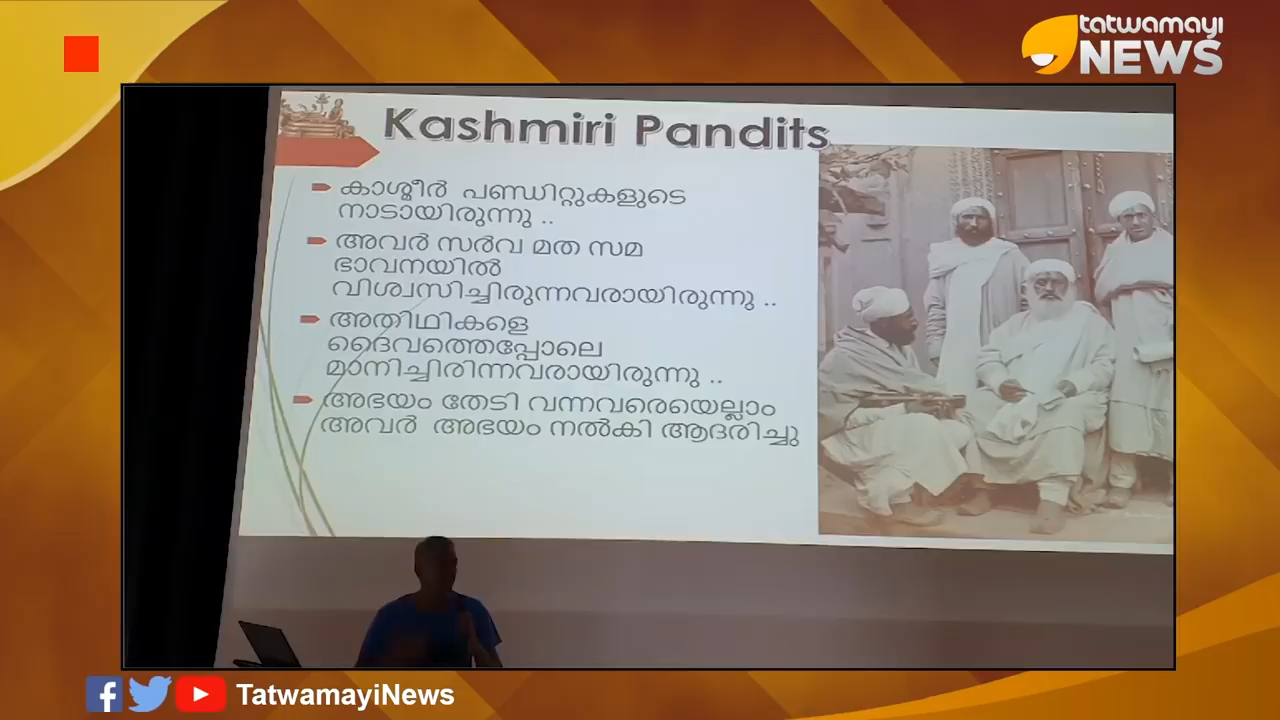 tatwamayi
NEWS
Kashmiri Pandits
കാശ്മീർ പണ്ഡിറ്റുകളുടെ
നാടായിരുന്നു ..
അവർ സർവ മത സമ
ഭാവനയിൽ
വിശ്വസിച്ചിരുന്നവരായിരുന്നു ..
അതിഥികളെ
ദൈവത്തെപ്പോലെ
മാനിച്ചിരിന്നവരായിരുന്നു ..
അഭയം തേടി വന്നവരെയെല്ലാം
അവർ അഭയം നൽകി ആദരിച്ചു
TatwamayiNews